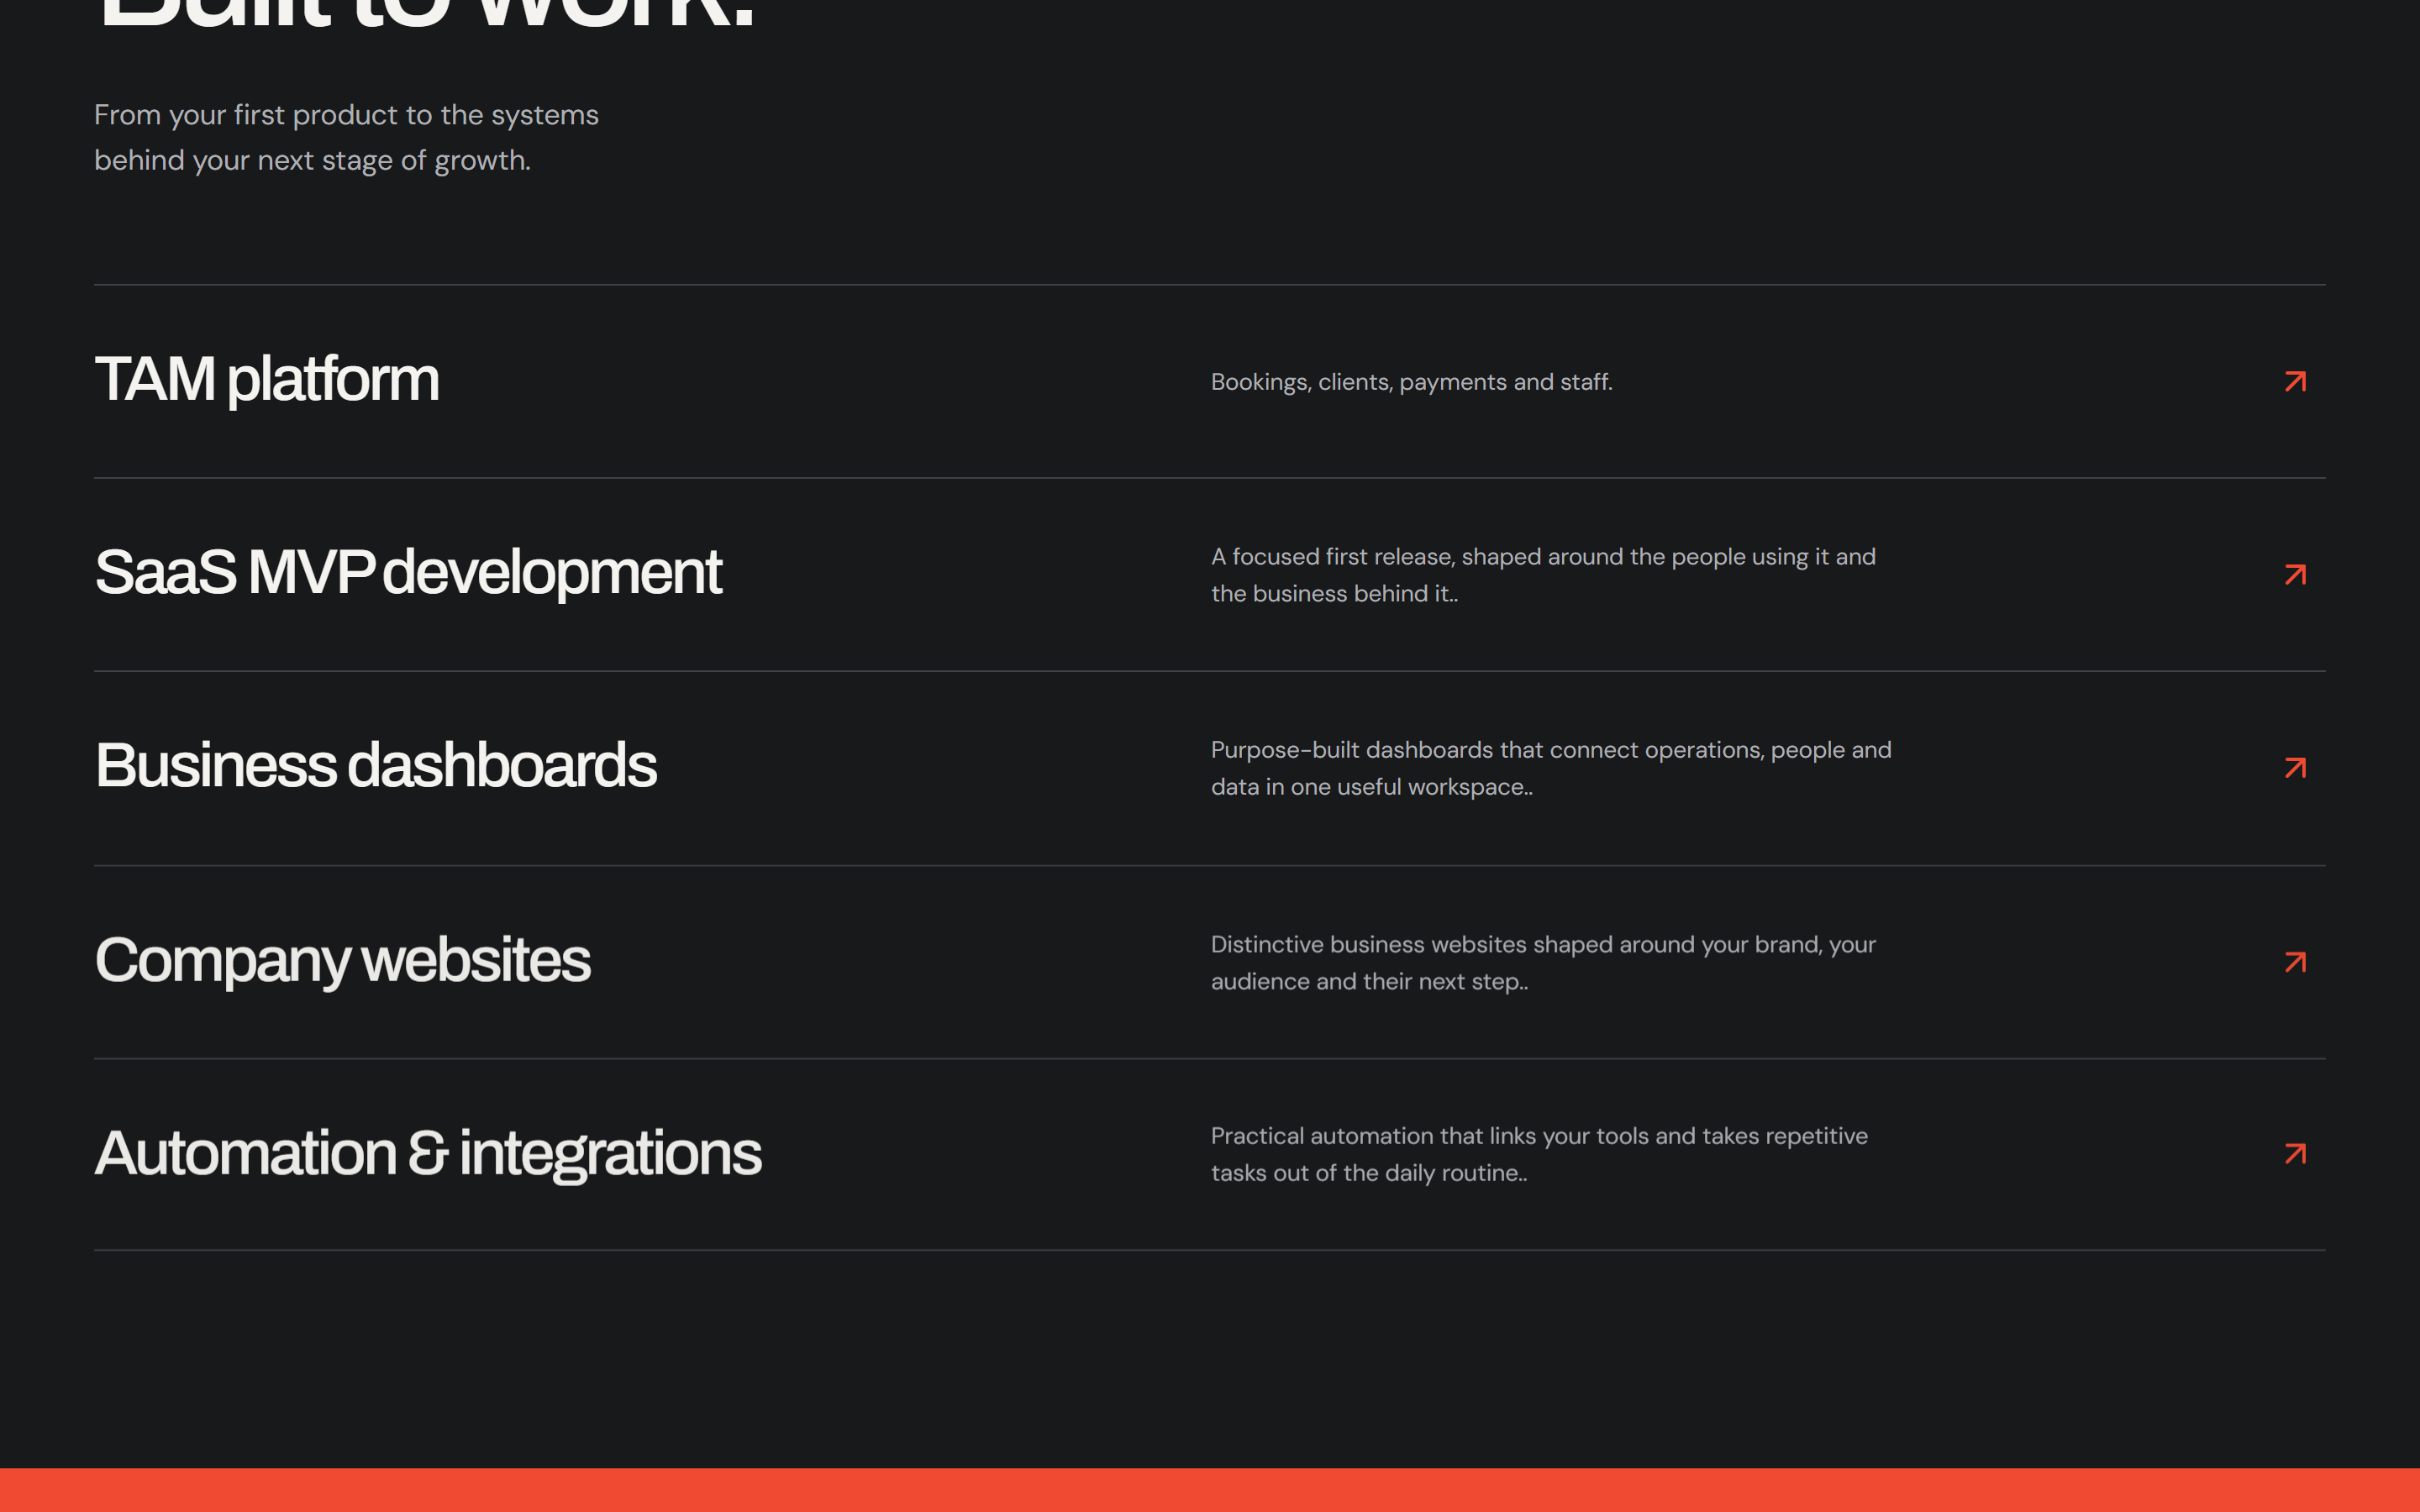 Built to work.
From your first product to the systems
behind your next stage of growth.
TAM platform
Bookings, clients, payments and staff.
SaaS MVP development
A focused first release, shaped around the people using it and
the business behind it..
Business dashboards
Purpose-built dashboards that connect operations, people and
data in one useful workspace..
Company websites
Distinctive business websites shaped around your brand, your
audience and their next step..
Automation & integrations
Practical automation that links your tools and takes repetitive
tasks out of the daily routine..